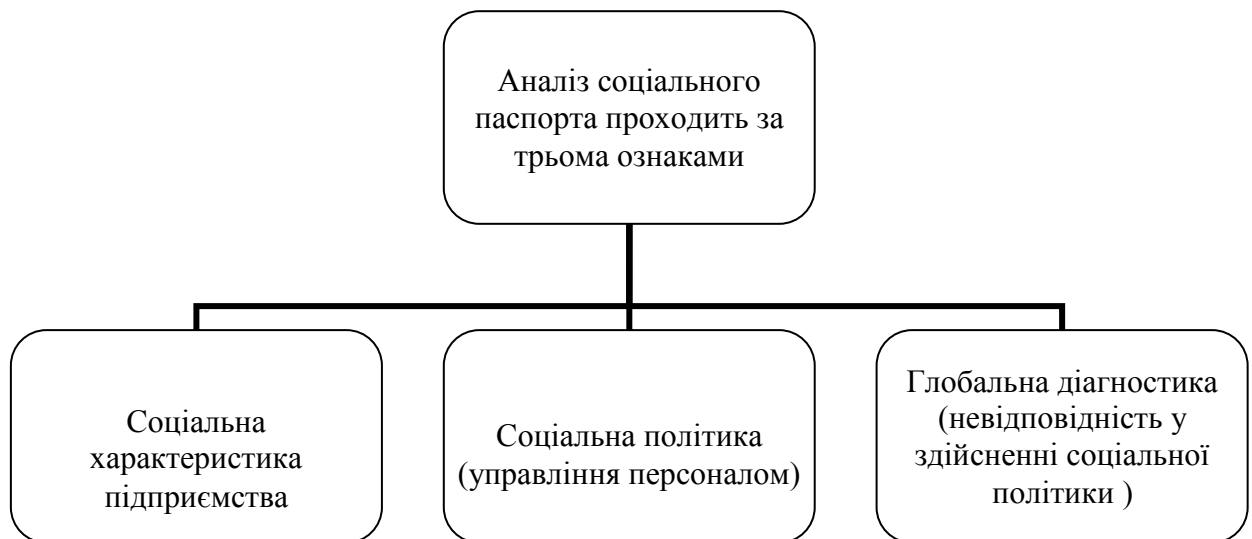 Аналіз соціального
паспорта проходить за
трьома ознаками
Соціальна
характеристика
підприємства
Соціальна політика
(управління персоналом)
Глобальна діагностика
(невідповідність у
здійсненні соціальної
політики )